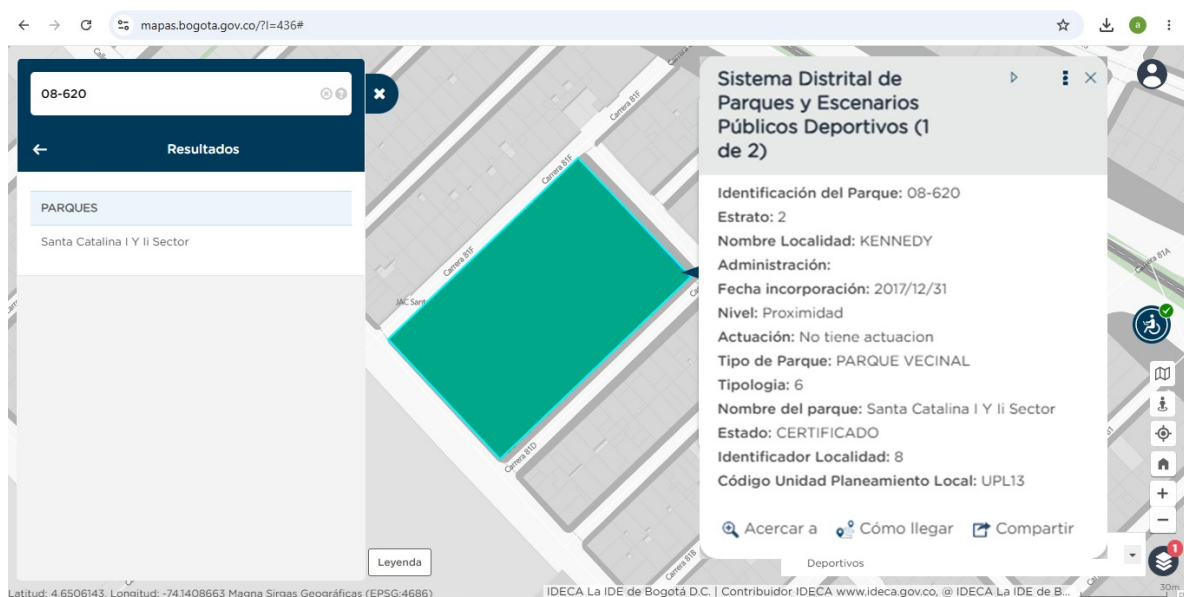 mapas.bogota.gov.co/?l=436#
a
08-620
Resultados
PARQUES
Santa Catalina I Y Ii Sector
Carrera 81F
Carrera 81F
Carrera 81F
Carrera 81F
JAC Sant
Carrera 81D
Carrera 81B
Carrera 81A
Leyenda
Sistema Distrital de
Parques y Escenarios
Públicos Deportivos (1
de 2)
Identificación del Parque: 08-620
Estrato: 2
Nombre Localidad: KENNEDY
Administración:
Fecha incorporación: 2017/12/31
Nivel: Proximidad
Actuación: No tiene actuacion
Tipo de Parque: PARQUE VECINAL
Tipologia: 6
Nombre del parque: Santa Catalina I Y Ii Sector
Estado: CERTIFICADO
Identificador Localidad: 8
Código Unidad Planeamiento Local: UPL13
Acercar a Cómo llegar Compartir
Deportivos
1
30m
Latitud: 4.6506143, Longitud: -74.1408663 Magna Sirgas Geográficas (EPSG:4686)
IDECA La IDE de Bogotá D.C. | Contribuidor IDECA www.ideca.gov.co, @ IDECA La IDE de B...